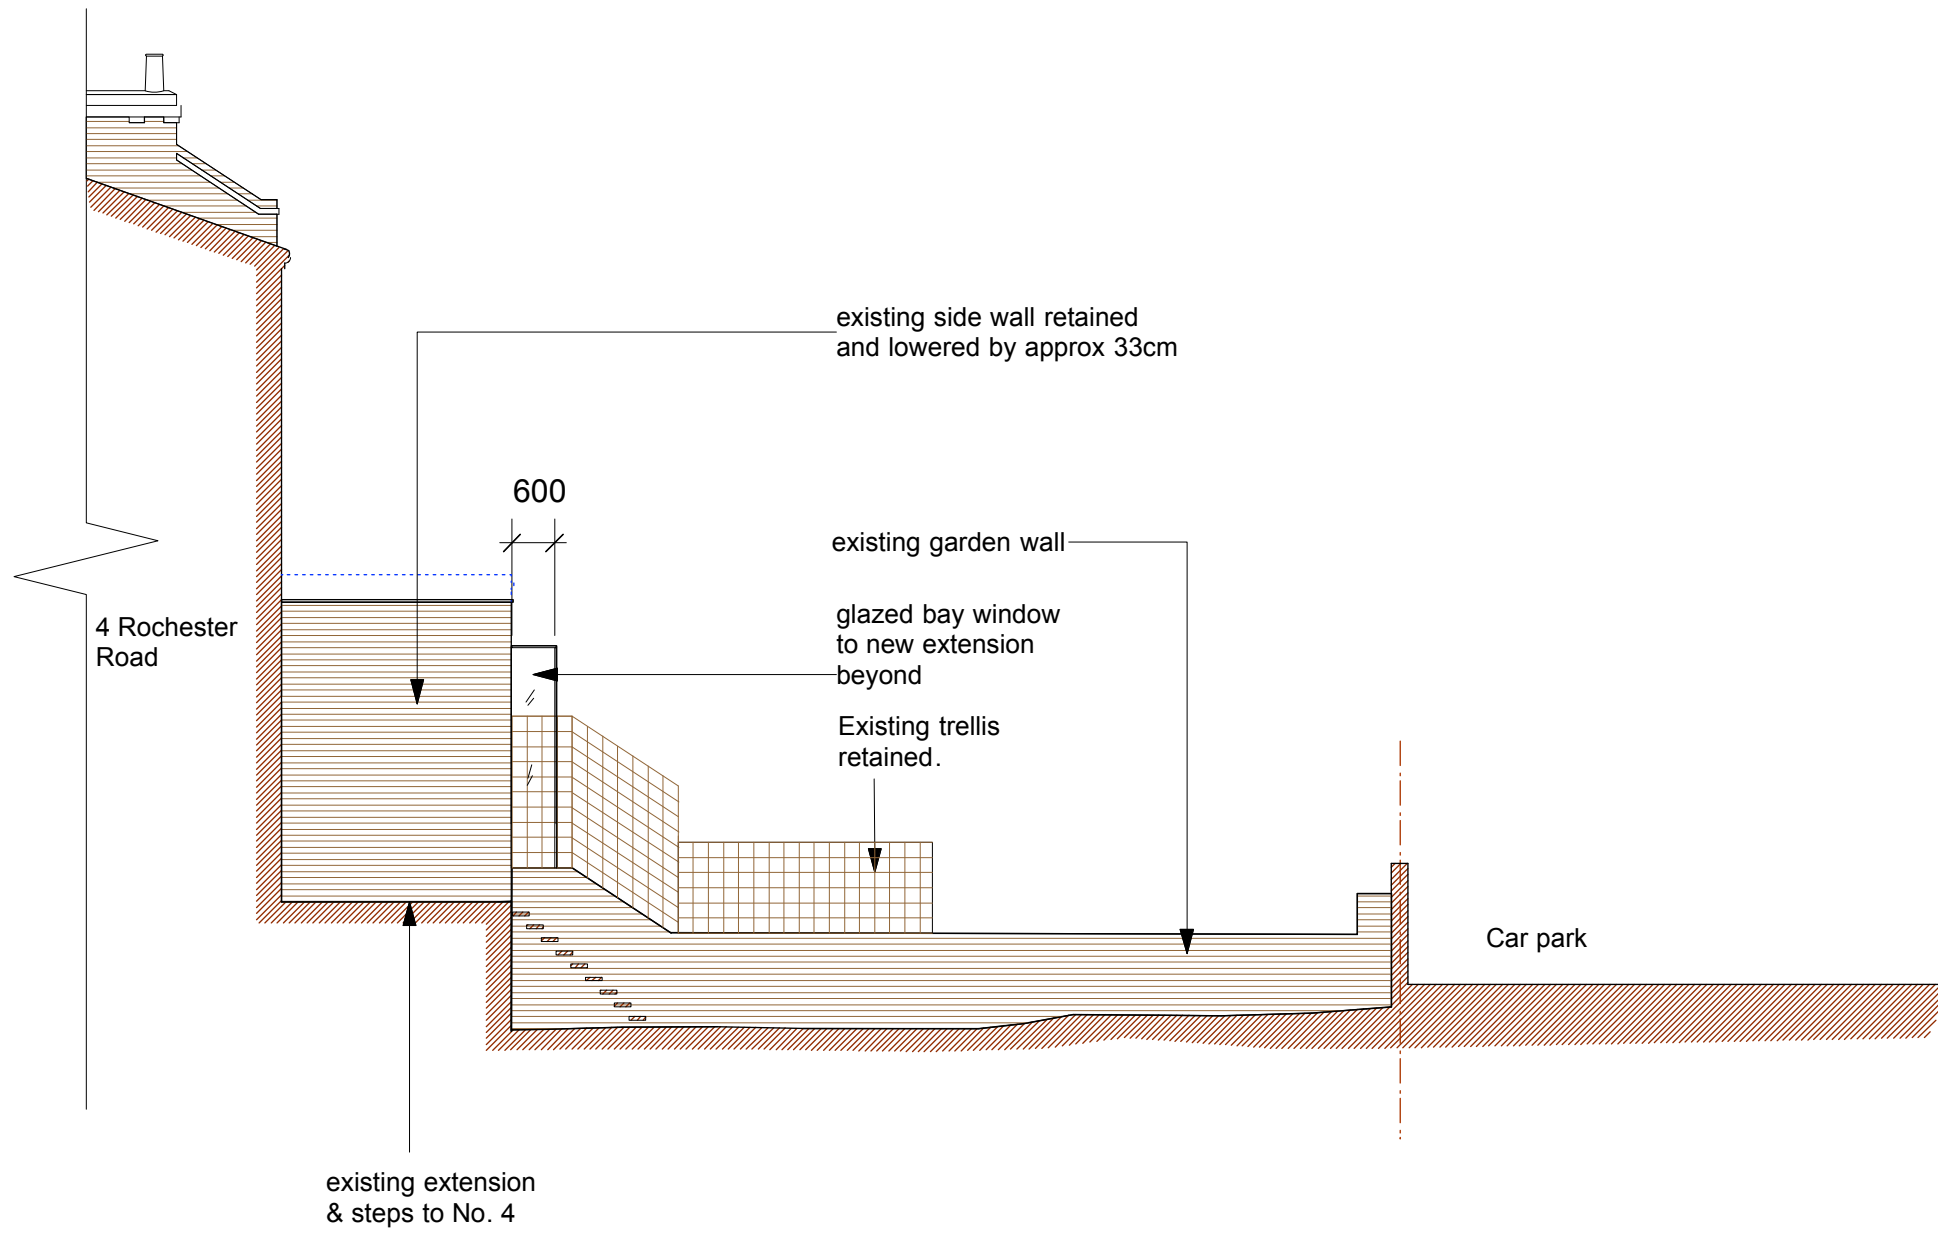 existing side wall retained
and lowered by approx 33cm
600
existing garden wall
glazed bay window
to new extension
beyond
4 Rochester
Road
Existing trellis
retained.
Car park
existing extension
& steps to No. 4